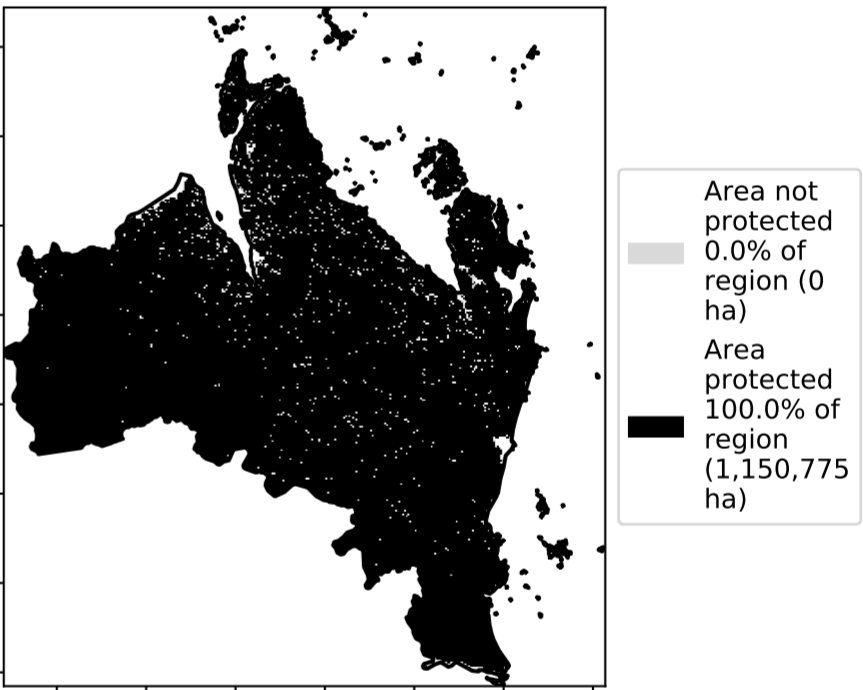 Area not
protected
0.0% of
region (0
ha)
Area
protected
100.0% of
region
(1,150,775
ha)